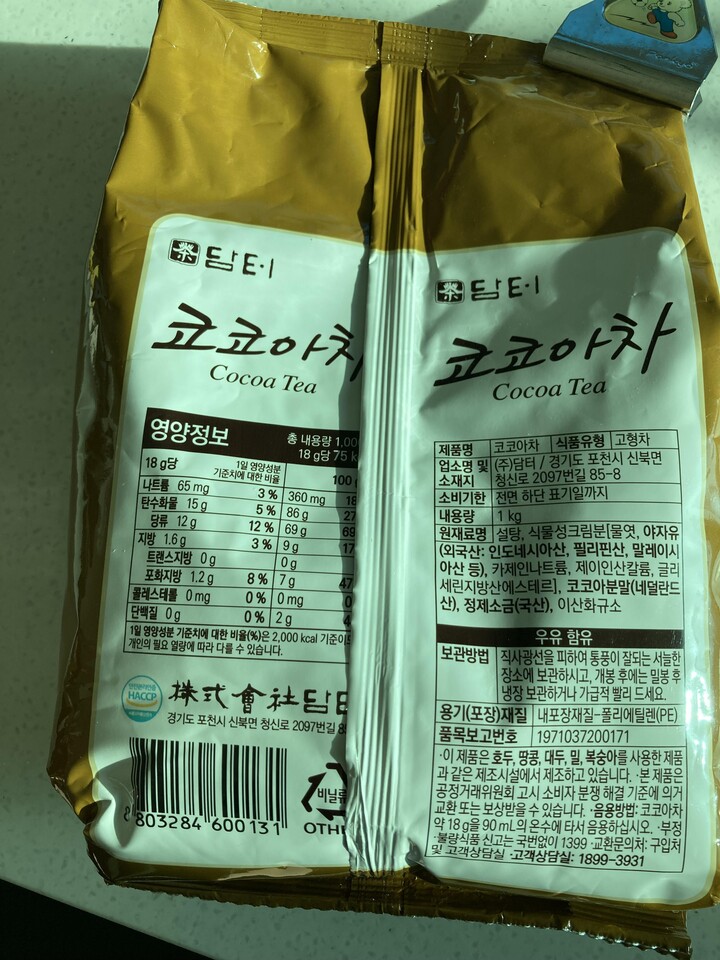 담터
코코아차
Cocoa Tea
영양정보
총 내용량 1,00
18 g당 75 k
18 g당 1일 영양성분 기준치에 대한 비율 100
나트륨 65 mg 3 % 360 mg 18
탄수화물 15 g 5 % 86 g 27
당류 12 g 12 % 69 g 69
지방 1.6 g 3 % 9 g 17
트랜스지방 0 g 0 g
포화지방 1.2 g 8 % 7 g 47
콜레스테롤 0 mg 0 % 0 mg 0
단백질 0 g 0 % 2 g
1일 영양성분 기준치에 대한 비율(%)은 2,000 kcal 기준이
개인의 필요 열량에 따라 다를 수 있습니다.
HACCP
株式會社담터
경기도 포천시 신북면 청신로 2097번길 8
8 803284 600131
비닐류
OTH
담터
코코아차
Cocoa Tea
제품명 코코아차 식품유형 고형차
업소명 및 소재지 (주)담터 / 경기도 포천시 신북면
청신로 2097번길 85-8
소비기한 전면 하단 표기일까지
내용량 1 kg
원재료명 설탕, 식물성크림분[물엿, 야자유
(외국산: 인도네시아산, 필리핀산, 말레이시
아산 등), 카제인나트륨, 제이인산칼륨, 글리
세린지방산에스테르], 코코아분말(네덜란드
산), 정제소금(국산), 이산화규소
우유 함유
보관방법 직사광선을 피하여 통풍이 잘되는 서늘한
장소에 보관하시고, 개봉 후에는 밀봉 후
냉장 보관하거나 가급적 빨리 드세요.
용기(포장)재질 내포장재질-폴리에틸렌(PE)
품목보고번호 1971037200171
·이 제품은 호두, 땅콩, 대두, 밀, 복숭아를 사용한 제품
과 같은 제조시설에서 제조하고 있습니다. ·본 제품은
공정거래위원회 고시 소비자 분쟁 해결 기준에 의거
교환 또는 보상받을 수 있습니다. ·음용방법: 코코아차
약 18 g을 90 mL의 온수에 타서 음용하십시오. ·부정
·불량식품 신고는 국번없이 1399 ·교환문의처: 구입처
및 고객상담실 ·고객상담실: 1899-3931